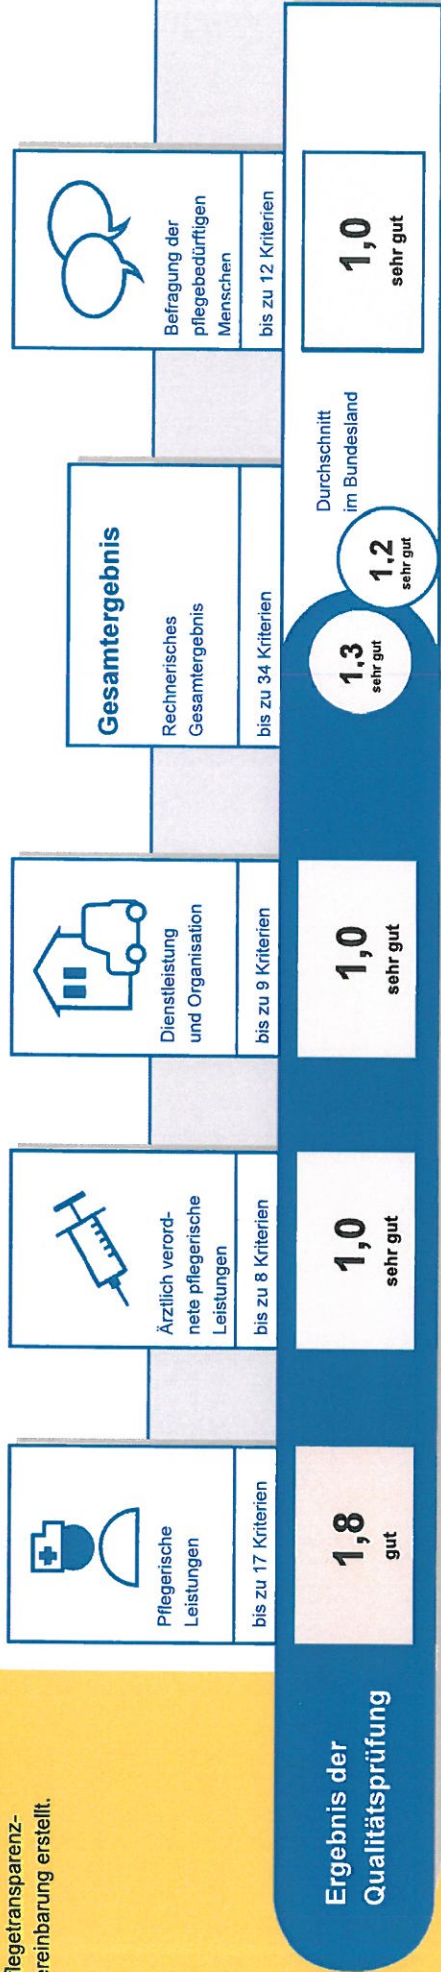 flegetransparenz-
ereinbarung erstellt.
Pflegerische
Leistungen
bis zu 17 Kriterien
Ärztlich verord-
nete pflegerische
Leistungen
bis zu 8 Kriterien
Dienstleistung
und Organisation
bis zu 9 Kriterien
Gesamtergebnis
Rechnerisches
Gesamtergebnis
bis zu 34 Kriterien
Befragung der
pflegebedürftigen
Menschen
bis zu 12 Kriterien
Ergebnis der
Qualitätsprüfung
1,8
gut
1,0
sehr gut
1,0
sehr gut
1,3
sehr gut
Durchschnitt
im Bundesland
1,2
sehr gut
1,0
sehr gut